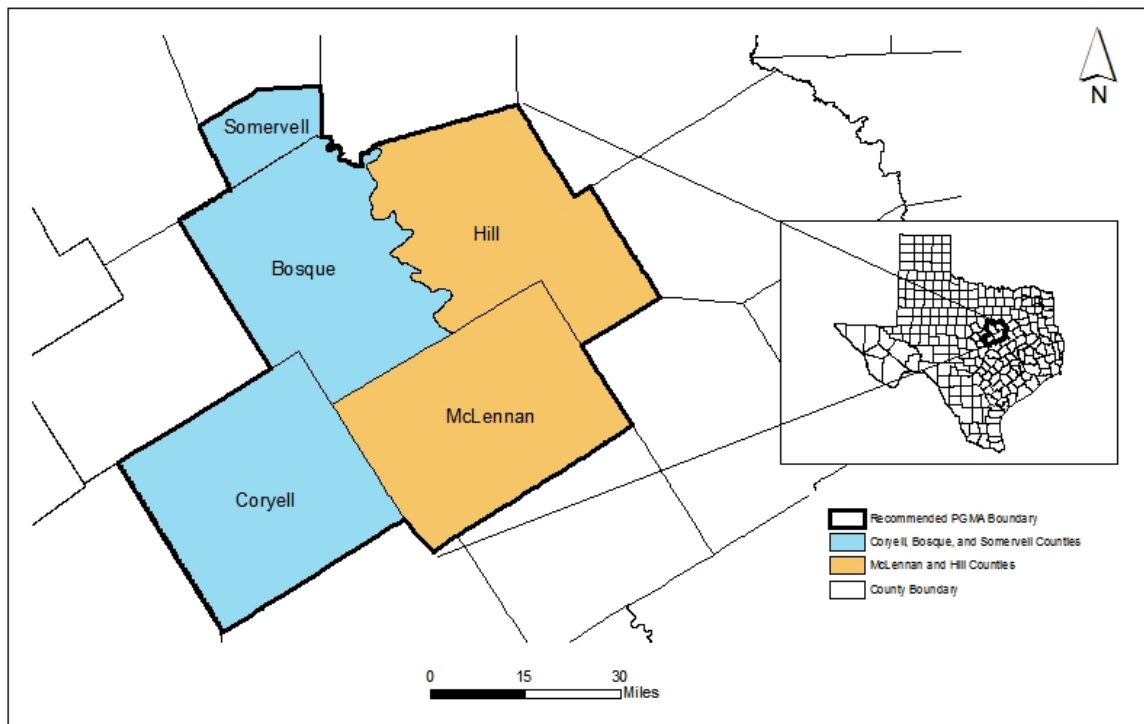 N
Somervell
Hill
Bosque
McLennan
Coryell
Recommended PGMA Boundary
Coryell, Bosque, and Somervell Counties
McLennan and Hill Counties
County Boundary
0 15 30
Miles